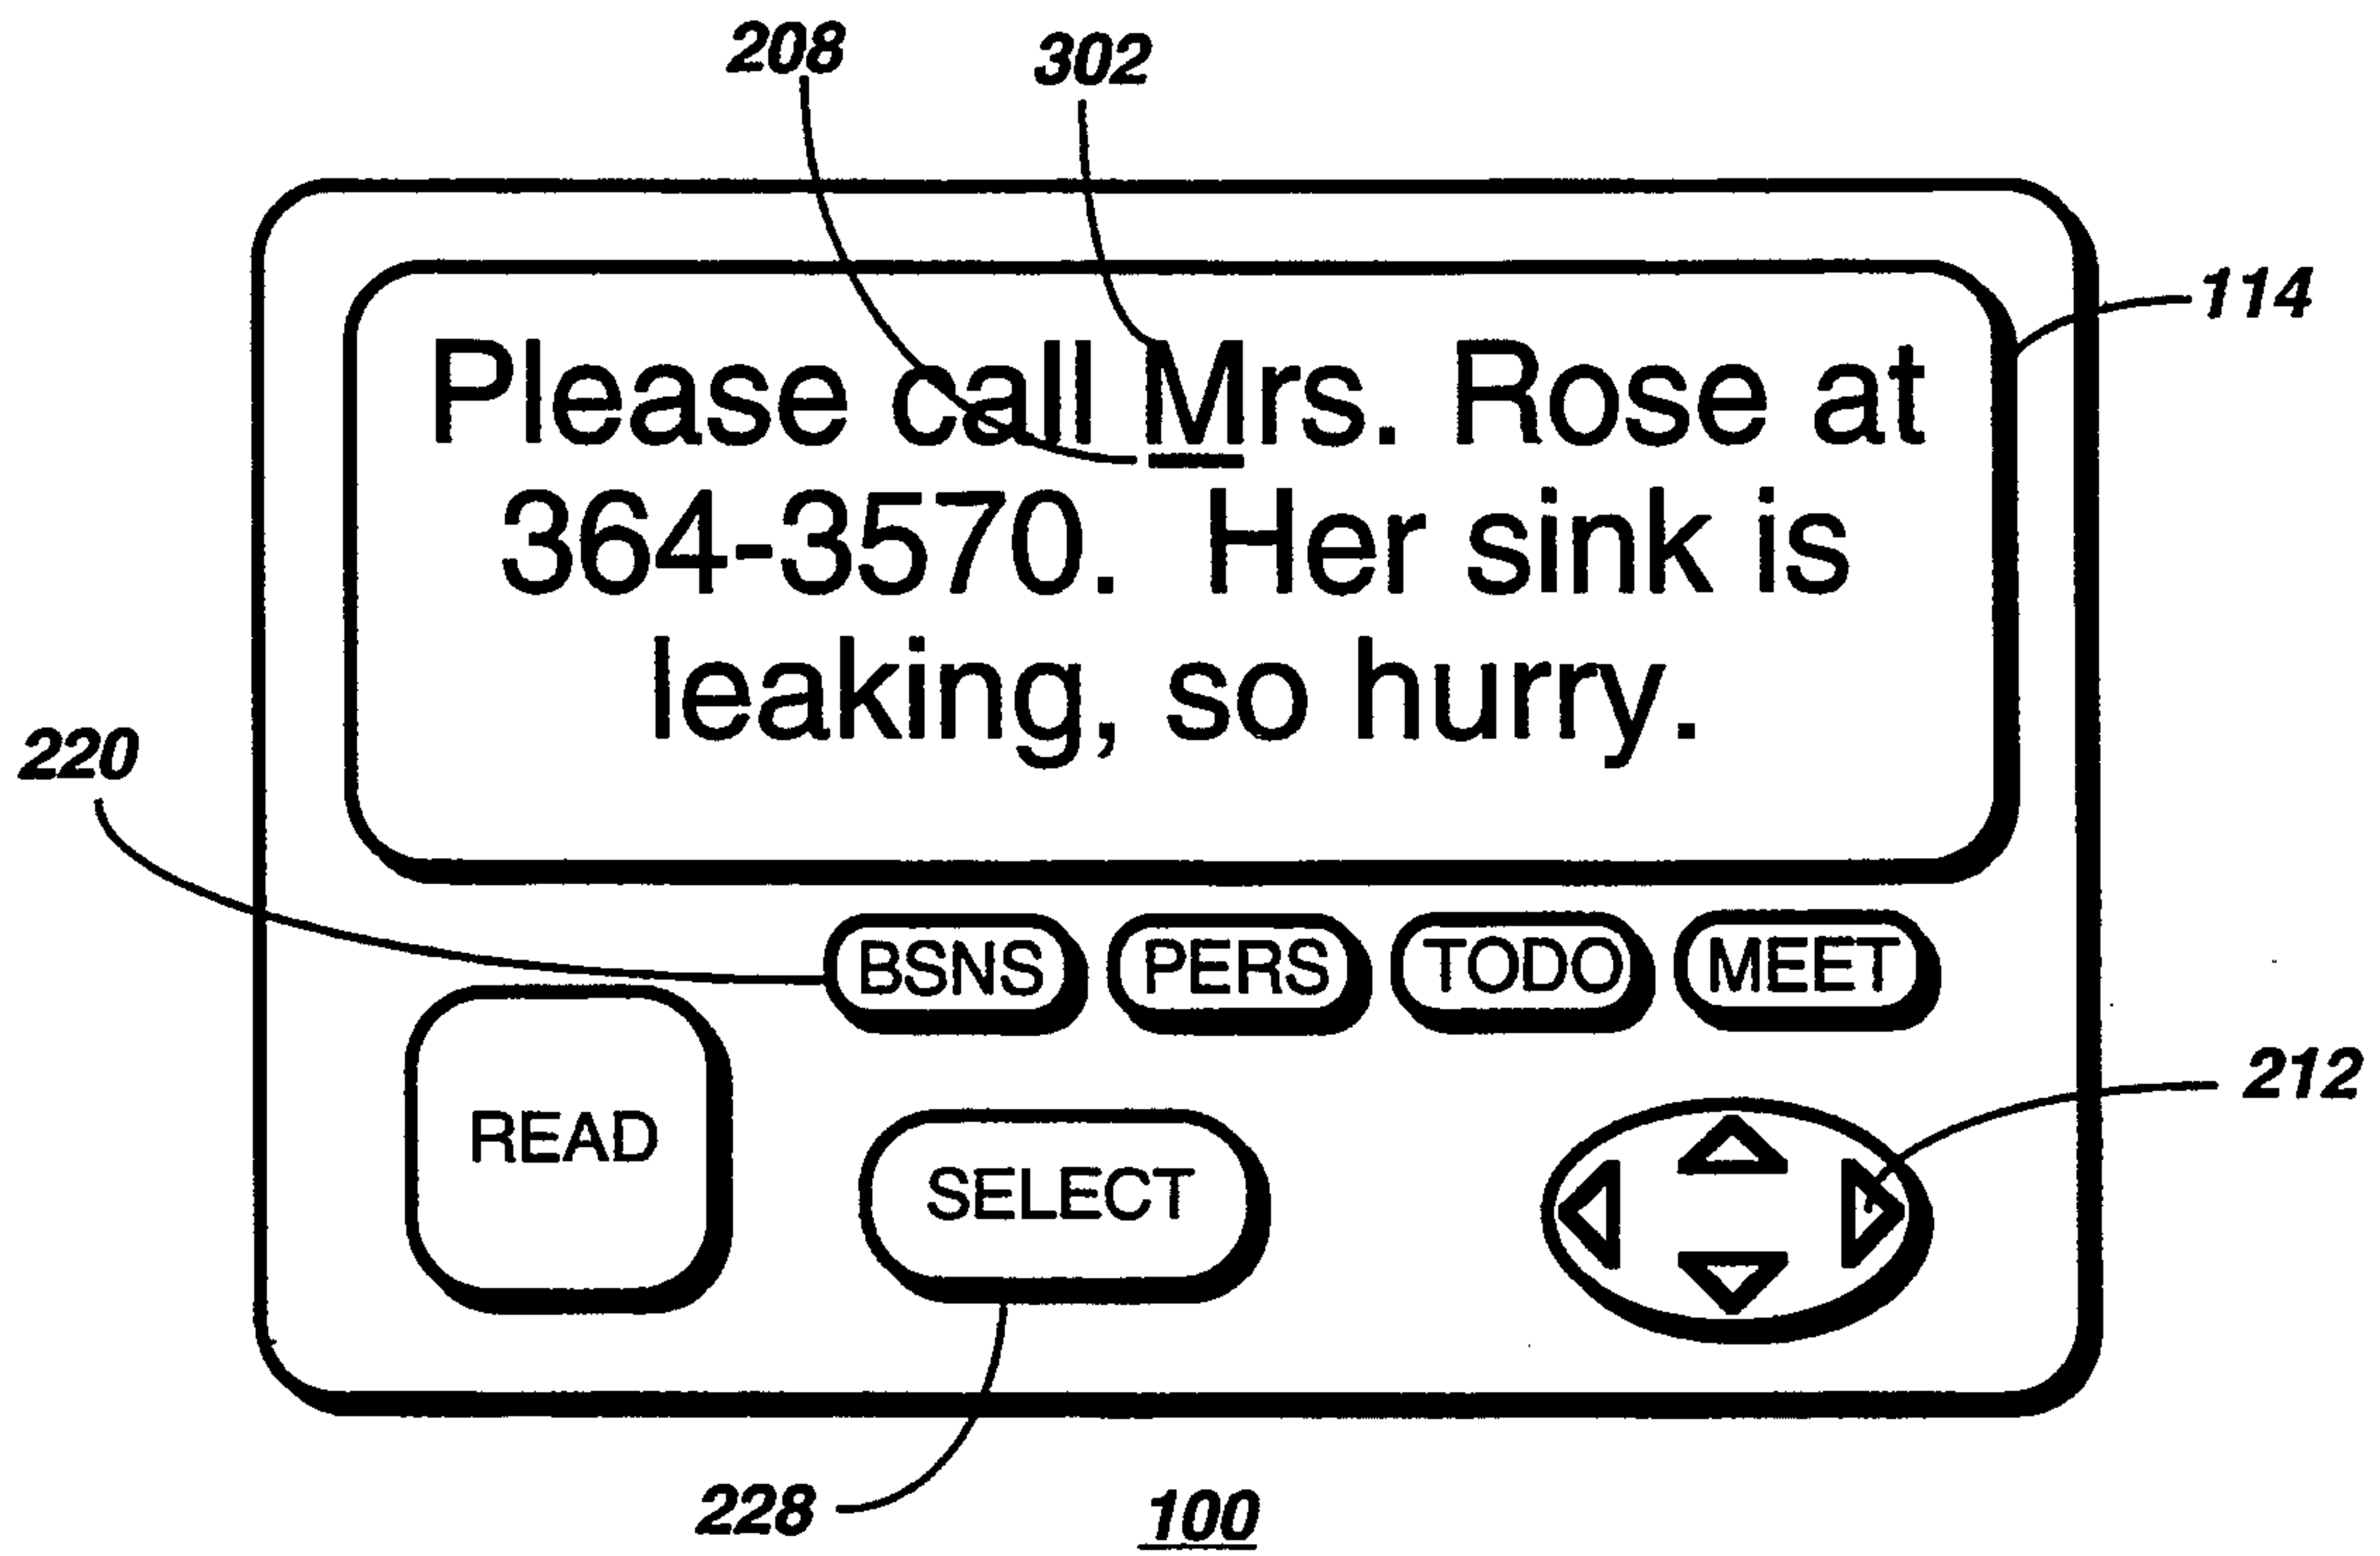 208 302
114
Please call Mrs. Rose at
364-3570.  Her sink is
leaking, so hurry.
220
BSNS PERS TODO MEET
212
READ
SELECT
228
100